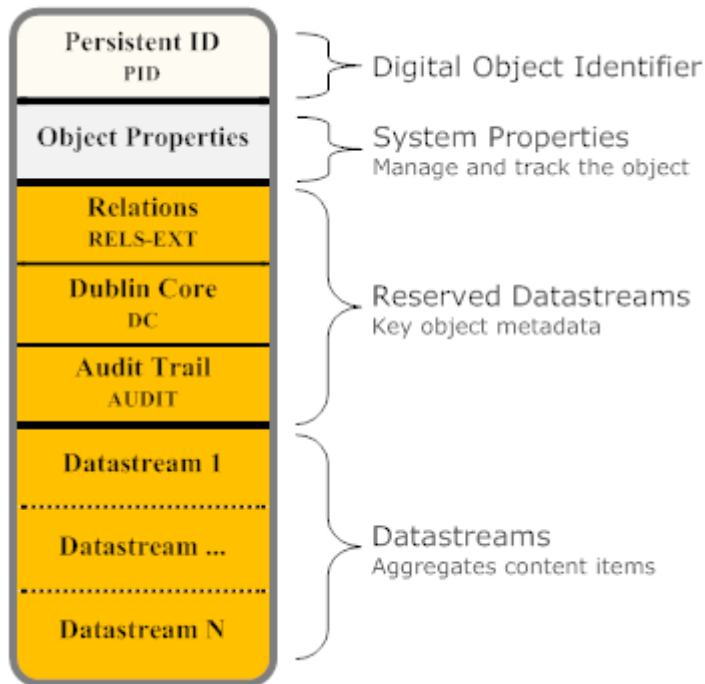 Persistent ID
PID
Digital Object Identifier
Object Properties
System Properties
Manage and track the object
Relations
RELS-EXT
Dublin Core
DC
Reserved Datastreams
Key object metadata
Audit Trail
AUDIT
Datastream 1
Datastream ...
Datastreams
Aggregates content items
Datastream N